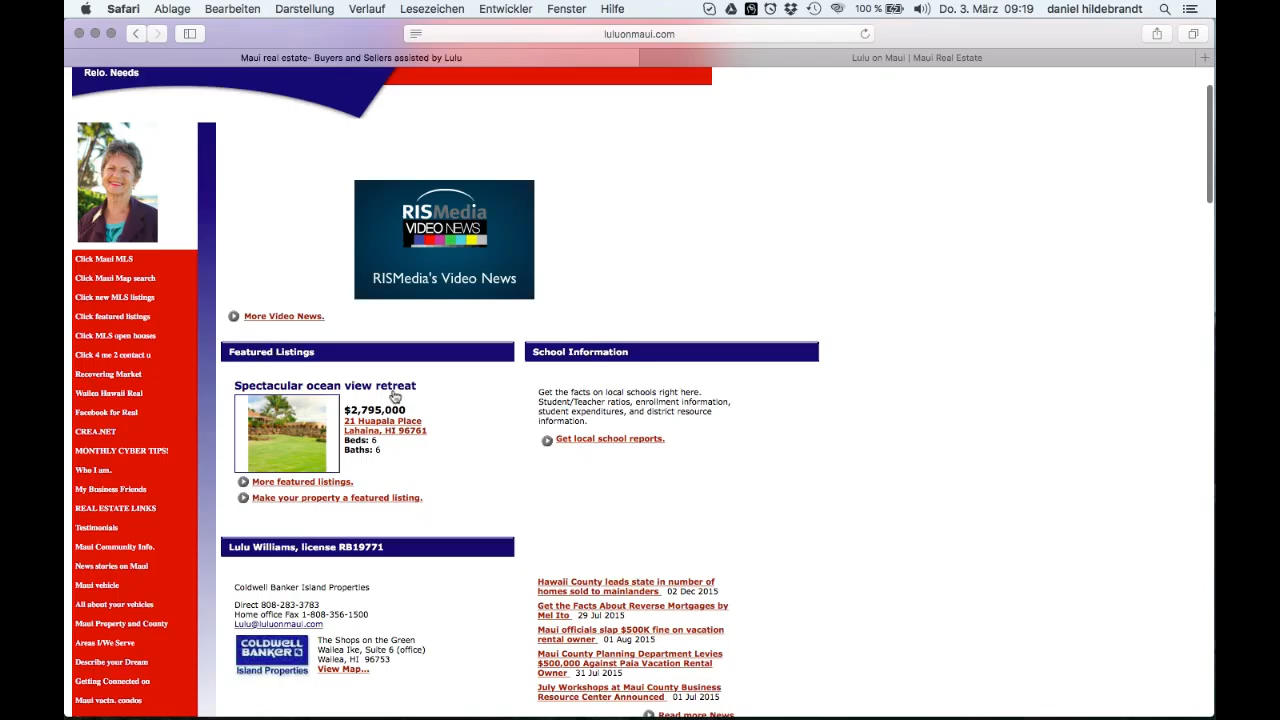 Safari Ablage Bearbeiten Darstellung Verlauf Lesezeichen Entwickler Fenster Hilfe 100 % Do. 3. März 09:19 daniel hildebrandt
luluonmaui.com
Maui real estate- Buyers and Sellers assisted by Lulu
Lulu on Maui | Maui Real Estate
Relo. Needs
Click Maui MLS
Click Maui Map search
Click new MLS listings
Click featured listings
Click MLS open houses
Click 4 me 2 contact u
Recovering Market
Wailea Hawaii Real
Facebook for Real
CREA.NET
MONTHLY CYBER TIPS!
Who I am.
My Business Friends
REAL ESTATE LINKS
Testimonials
Maui Community Info.
News stories on Maui
Maui vehicle
All about your vehicles
Maui Property and County
Areas I/We Serve
Describe your Dream
Getting Connected on
Maui vactn. condos
RISMedia
VIDEO NEWS
RISMedia's Video News
More Video News.
Featured Listings
Spectacular ocean view retreat
$2,795,000
21 Huapala Place
Lahaina, HI 96761
Beds: 6
Baths: 6
More featured listings.
Make your property a featured listing.
School Information
Get the facts on local schools right here.
Student/Teacher ratios, enrollment information,
student expenditures, and district resource
information.
Get local school reports.
Lulu Williams, license RB19771
Coldwell Banker Island Properties
Direct 808-283-3783
Home office Fax 1-808-356-1500
Lulu@luluonmaui.com
COLDWELL
BANKER
Island Properties
The Shops on the Green
Wailea Ike, Suite 6 (office)
Wailea, HI 96753
View Map...
Hawaii County leads state in number of
homes sold to mainlanders 02 Dec 2015
Get the Facts About Reverse Mortgages by
Mel Ito 29 Jul 2015
Maui officials slap $500K fine on vacation
rental owner 01 Aug 2015
Maui County Planning Department Levies
$500,000 Against Paia Vacation Rental
Owner 31 Jul 2015
July Workshops at Maui County Business
Resource Center Announced 01 Jul 2015
Read more News